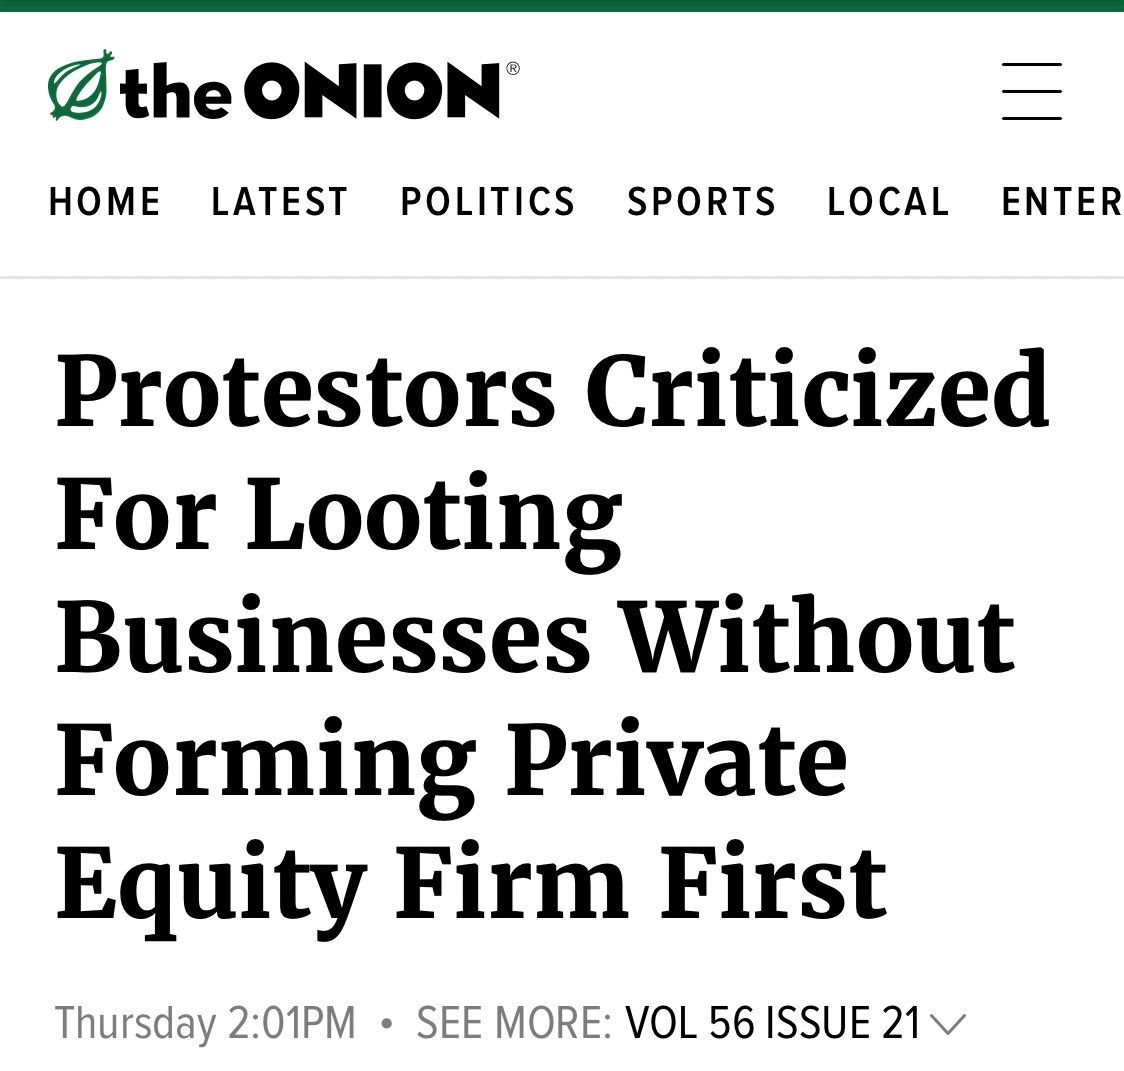 the ONION®
HOME LATEST POLITICS SPORTS LOCAL ENTER
Protestors Criticized
For Looting
Businesses Without
Forming Private
Equity Firm First
Thursday 2:01PM • SEE MORE: VOL 56 ISSUE 21